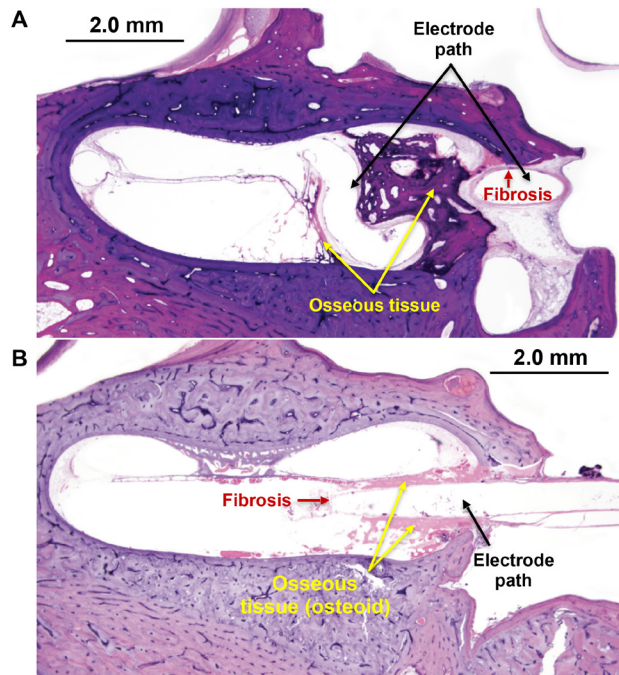 A
2.0 mm
Electrode
path
Fibrosis
Osseous tissue
B
2.0 mm
Fibrosis
Osseous
tissue (osteoid)
Electrode
path